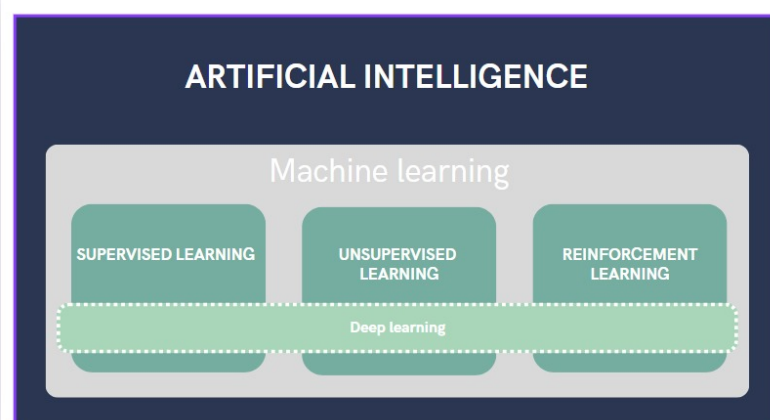 ARTIFICIAL INTELLIGENCE
Machine learning
SUPERVISED LEARNING
UNSUPERVISED
LEARNING
REINFORCEMENT
LEARNING
Deep learning